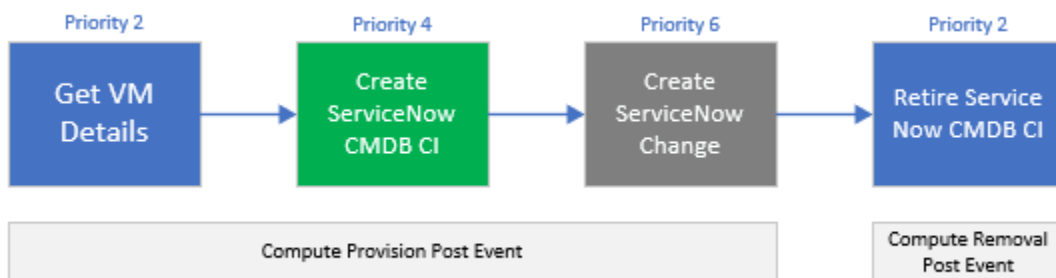 Priority 2
Priority 4
Priority 6
Priority 2
Get VM
Details
Create
ServiceNow
CMDB CI
Create
ServiceNow
Change
Retire Service
Now CMDB CI
Compute Provision Post Event
Compute Removal
Post Event